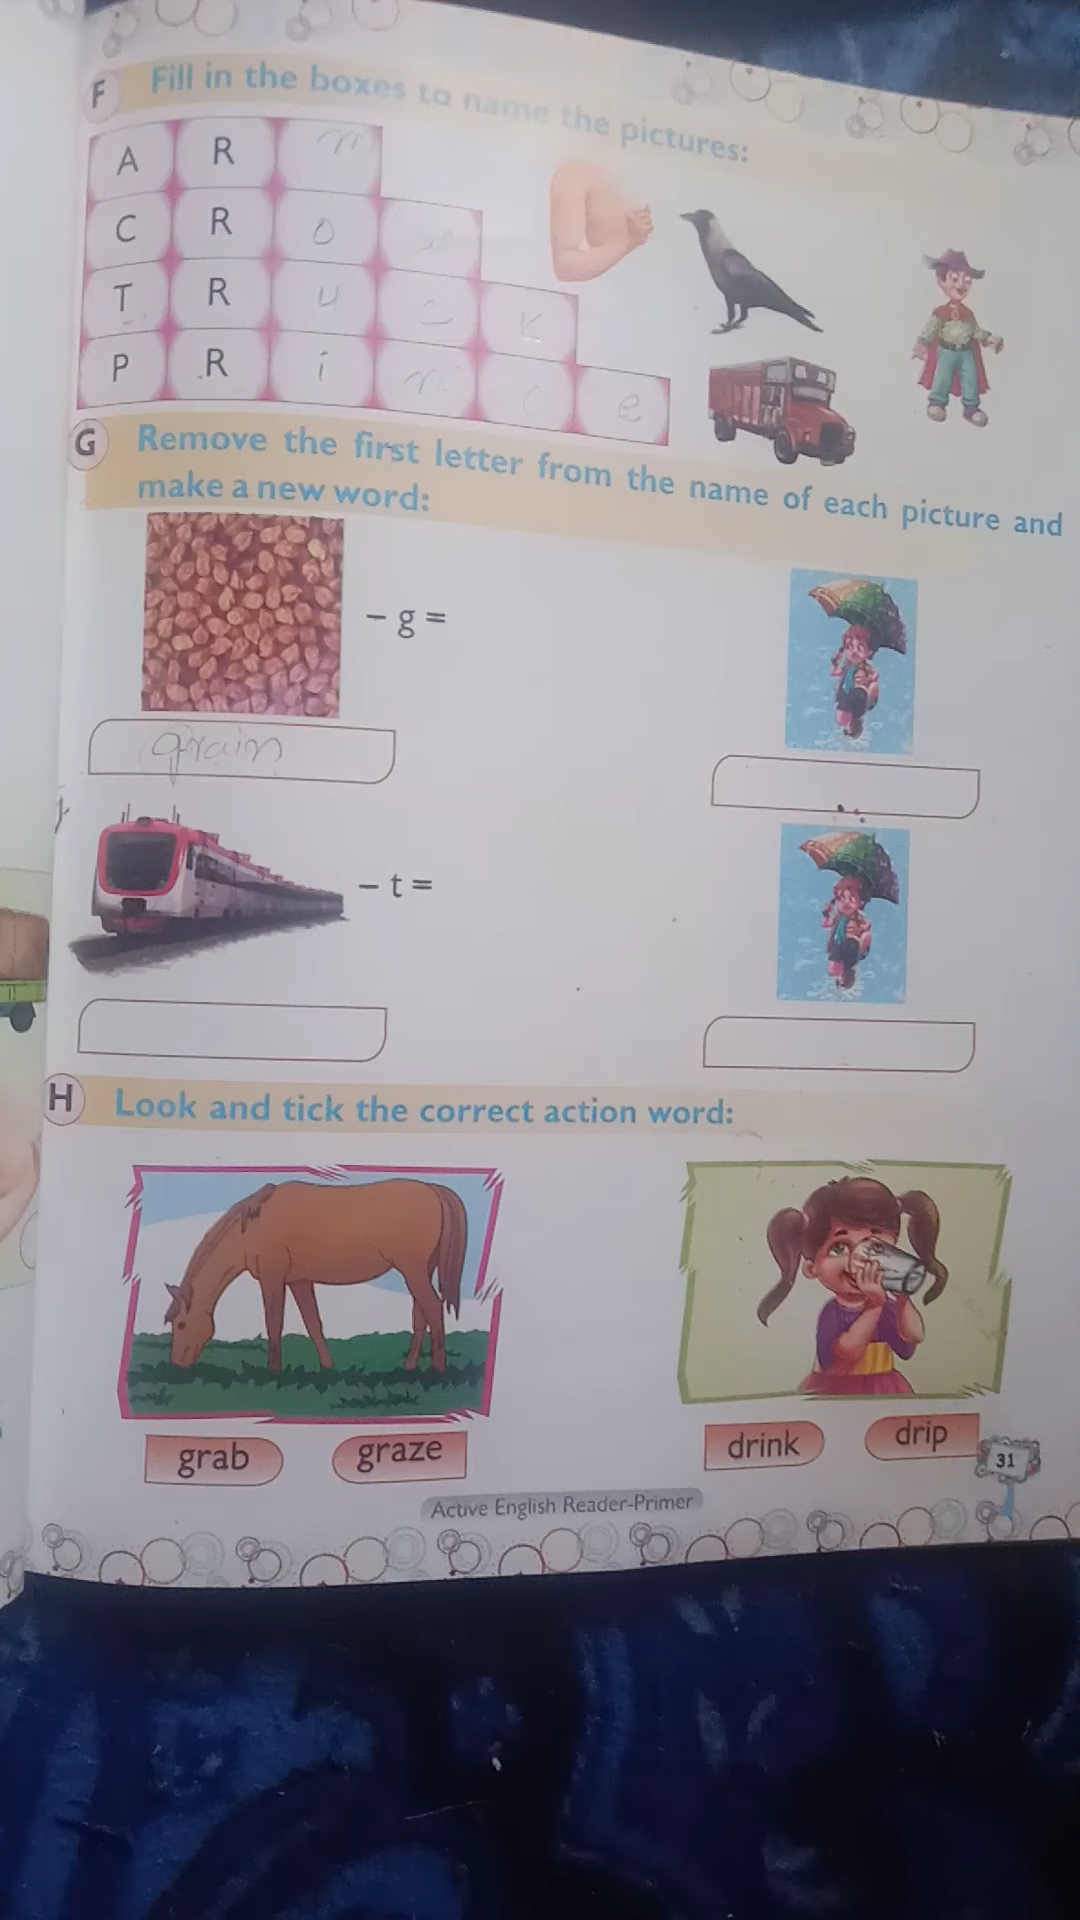 F Fill in the boxes to name the pictures:
A R m
C R o w
T R u c k
P R i n c e
G Remove the first letter from the name of each picture and
make a new word:
– g =
grain
– t =
H Look and tick the correct action word:
grab graze drink drip
31
Active English Reader-Primer